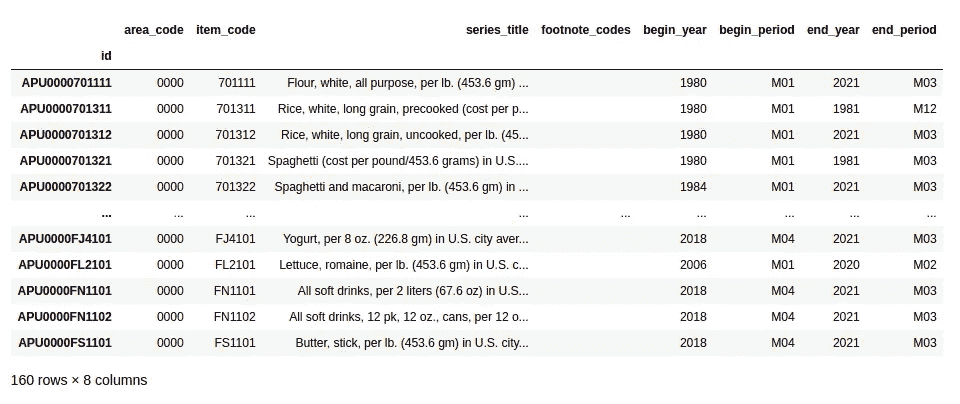 area_code item_code series_title footnote_codes begin_year begin_period end_year end_period
id
APU0000701111 0000 701111 Flour, white, all purpose, per lb. (453.6 gm) ... 1980 M01 2021 M03
APU0000701311 0000 701311 Rice, white, long grain, precooked (cost per p... 1980 M01 1981 M12
APU0000701312 0000 701312 Rice, white, long grain, uncooked, per lb. (45... 1980 M01 2021 M03
APU0000701321 0000 701321 Spaghetti (cost per pound/453.6 grams) in U.S.... 1980 M01 1981 M03
APU0000701322 0000 701322 Spaghetti and macaroni, per lb. (453.6 gm) in ... 1984 M01 2021 M03
... ... ... ... ... ... ... ... ...
APU0000FJ4101 0000 FJ4101 Yogurt, per 8 oz. (226.8 gm) in U.S. city aver... 2018 M04 2021 M03
APU0000FL2101 0000 FL2101 Lettuce, romaine, per lb. (453.6 gm) in U.S. c... 2006 M01 2020 M02
APU0000FN1101 0000 FN1101 All soft drinks, per 2 liters (67.6 oz) in U.S... 2018 M04 2021 M03
APU0000FN1102 0000 FN1102 All soft drinks, 12 pk, 12 oz., cans, per 12 o... 2018 M04 2021 M03
APU0000FS1101 0000 FS1101 Butter, stick, per lb. (453.6 gm) in U.S. city... 2018 M04 2021 M03
160 rows × 8 columns